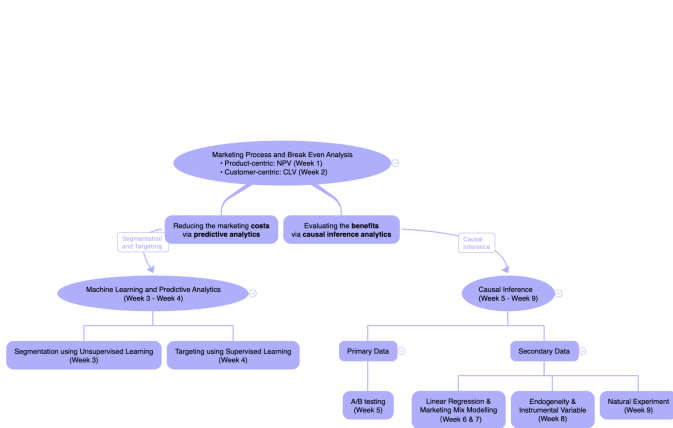 Marketing Process and Break Even Analysis
• Product-centric: NPV (Week 1)
• Customer-centric: CLV (Week 2)
Reducing the marketing costs
via predictive analytics
Evaluating the benefits
via causal inference analytics
Segmentation
and Targeting
Causal
Inference
Machine Learning and Predictive Analytics
(Week 3 - Week 4)
Causal Inference
(Week 5 - Week 9)
Segmentation using Unsupervised Learning
(Week 3)
Targeting using Supervised Learning
(Week 4)
Primary Data
Secondary Data
A/B testing
(Week 5)
Linear Regression &
Marketing Mix Modelling
(Week 6 & 7)
Endogeneity &
Instrumental Variable
(Week 8)
Natural Experiment
(Week 9)